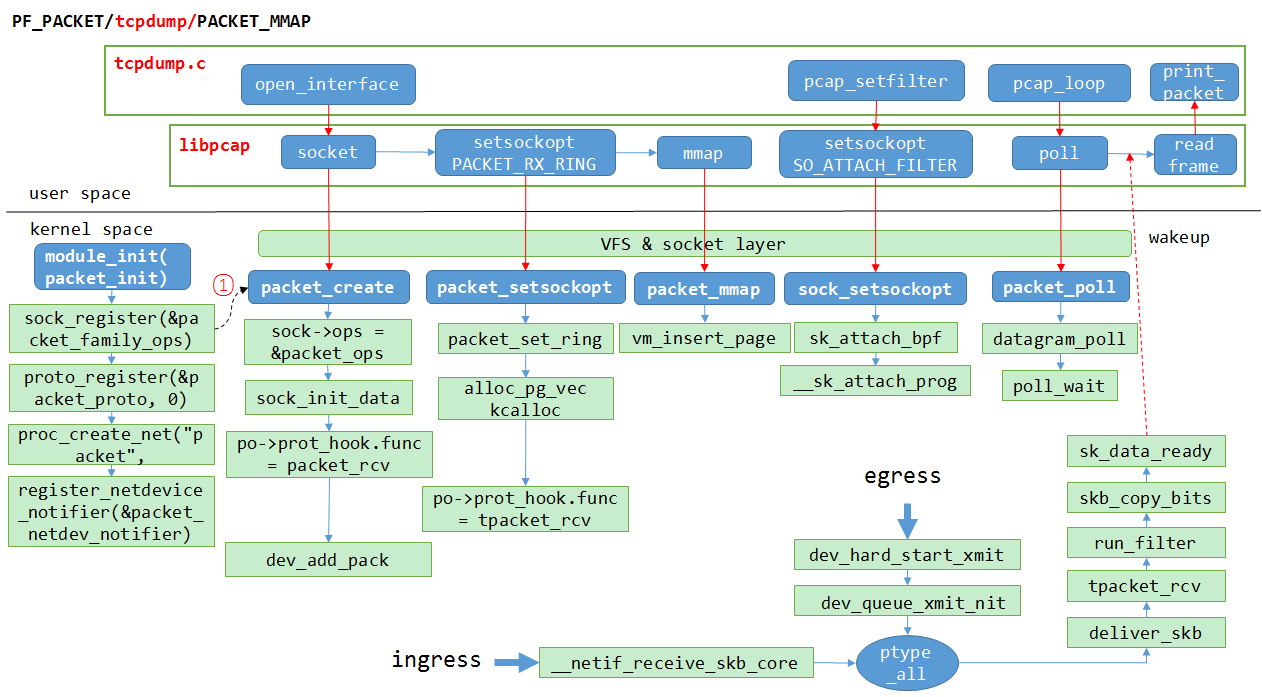 PF_PACKET/tcpdump/PACKET_MMAP
tcpdump.c
open_interface
pcap_setfilter
pcap_loop
print_
packet
libpcap
socket
setsockopt
PACKET_RX_RING
mmap
setsockopt
SO_ATTACH_FILTER
poll
read
frame
user space
kernel space
VFS & socket layer
wakeup
module_init(
packet_init)
1
packet_create
packet_setsockopt
packet_mmap
sock_setsockopt
packet_poll
sock_register(&pa
cket_family_ops)
sock->ops =
&packet_ops
packet_set_ring
vm_insert_page
sk_attach_bpf
datagram_poll
proto_register(&p
acket_proto, 0)
sock_init_data
alloc_pg_vec
kcalloc
__sk_attach_prog
poll_wait
proc_create_net("p
acket",
po->prot_hook.func
= packet_rcv
register_netdevice
_notifier(&packet_
netdev_notifier)
po->prot_hook.func
= tpacket_rcv
dev_add_pack
egress
dev_hard_start_xmit
dev_queue_xmit_nit
ingress
__netif_receive_skb_core
ptype
_all
sk_data_ready
skb_copy_bits
run_filter
tpacket_rcv
deliver_skb